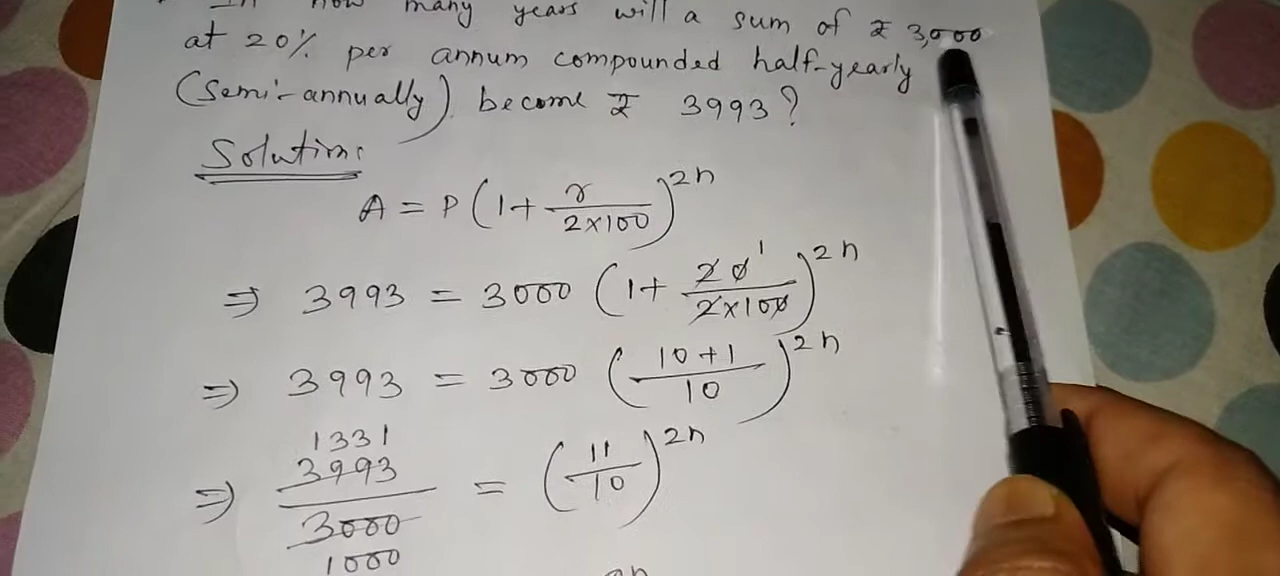 In how many years will a sum of ₹ 3,000
at 20% per annum compounded half-yearly
(Semi-annually) become ₹ 3993?
Solution:
A = P(1+ r/2×100)^2n
⇒ 3993 = 3000 (1+ 20/2×100)^2n
⇒ 3993 = 3000 (10+1/10)^2n
⇒ 3993/3000 = (11/10)^2n
1331
1000